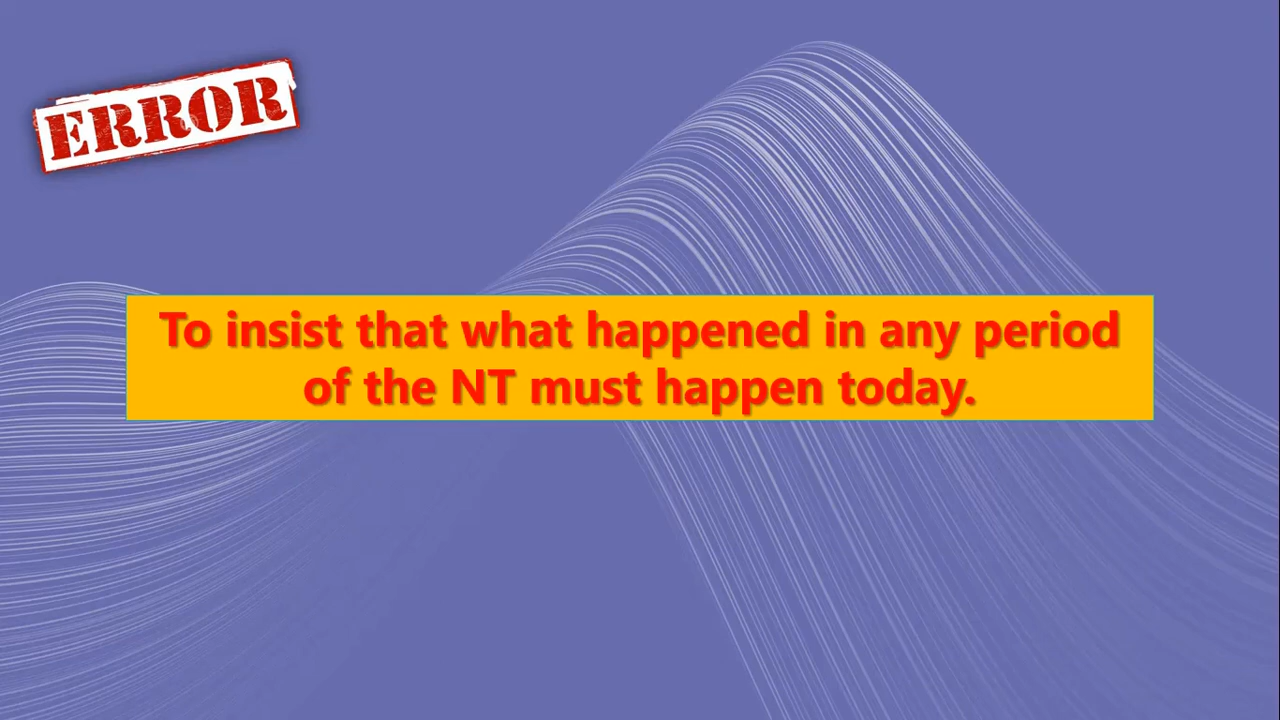 ERROR
To insist that what happened in any period
of the NT must happen today.